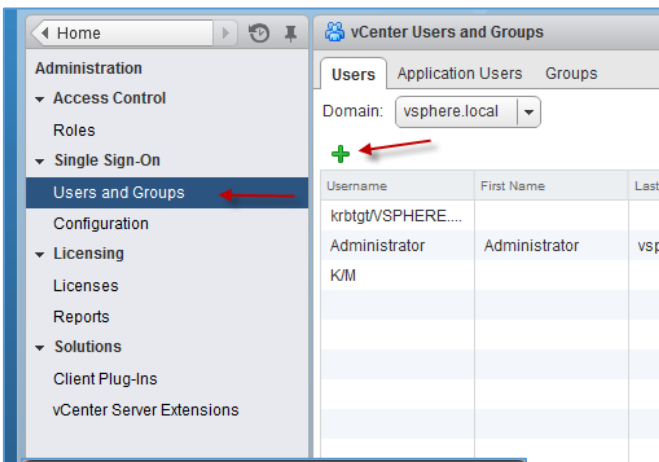 Home
Administration
Access Control
Roles
Single Sign-On
Users and Groups
Configuration
Licensing
Licenses
Reports
Solutions
Client Plug-Ins
vCenter Server Extensions
vCenter Users and Groups
Users Application Users Groups
Domain: vsphere.local
Username First Name Last
krbtgt/VSPHERE....
Administrator Administrator vsp
K/M